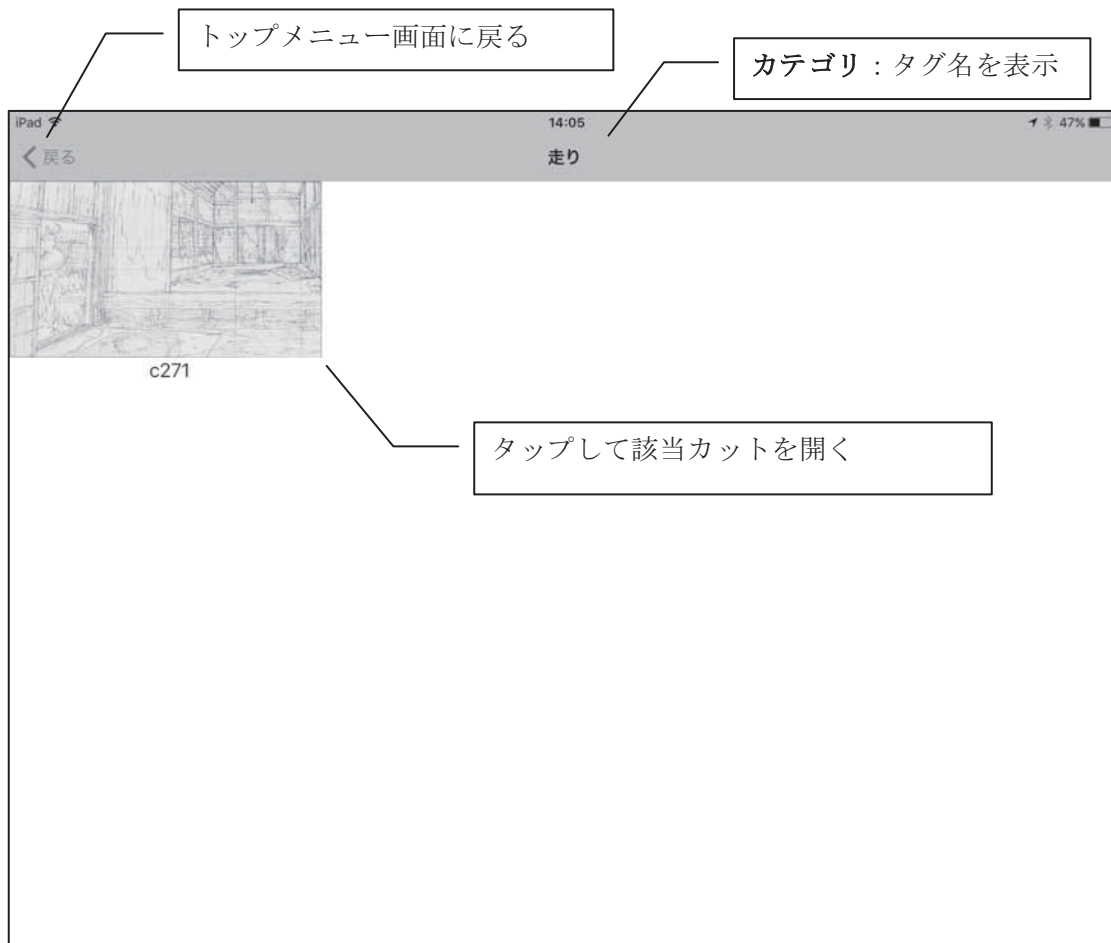 トップメニュー画面に戻る
カテゴリ：タグ名を表示
iPad 14:05 47%
戻る 走り
c271
タップして該当カットを開く